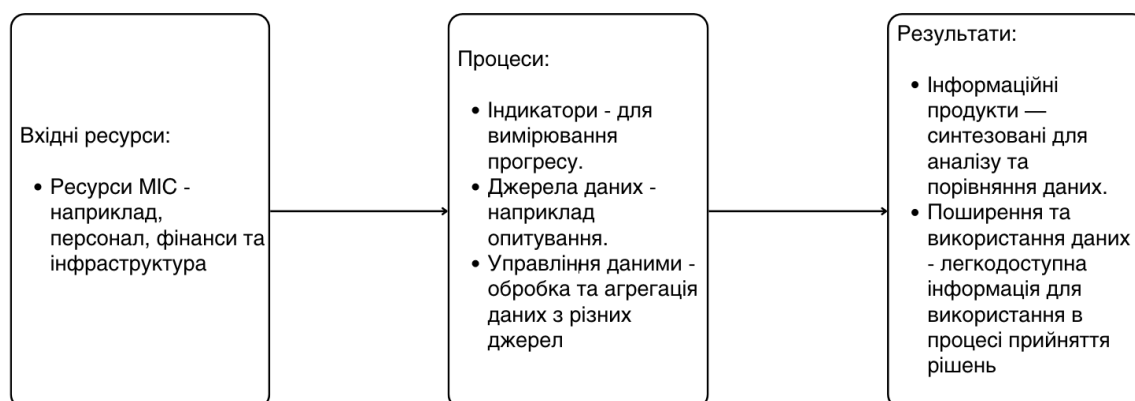 Вхідні ресурси:
• Ресурси МІС -
наприклад,
персонал, фінанси та
інфраструктура
Процеси:
• Індикатори - для
вимірювання
прогресу.
• Джерела даних -
наприклад
опитування.
• Управління даними -
обробка та агрегація
даних з різних
джерел
Результати:
• Інформаційні
продукти —
синтезовані для
аналізу та
порівняння даних.
• Поширення та
використання даних
- легкодоступна
інформація для
використання в
процесі прийняття
рішень